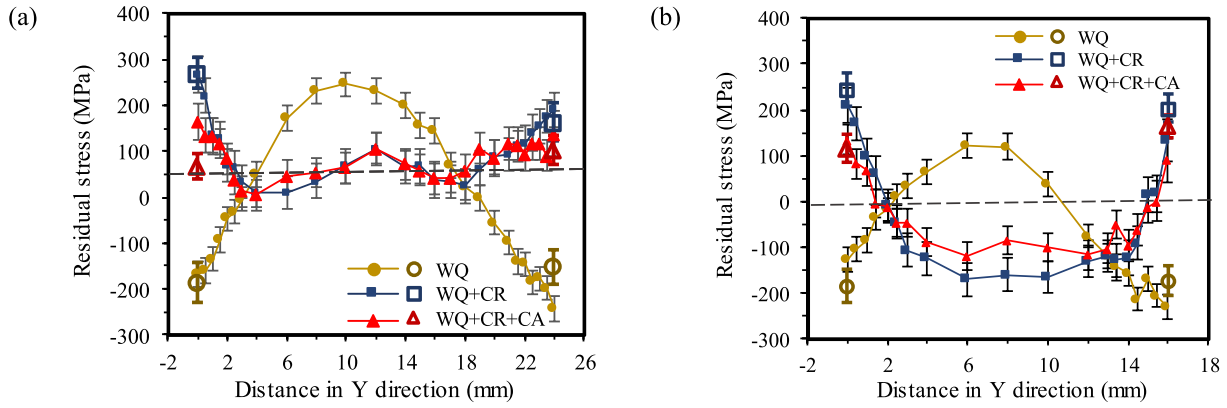 (a)
Residual stress (MPa)
400
300
200
100
0
-100
-200
-300
-2
2
6
10
14
18
22
26
Distance in Y direction (mm)
WQ
WQ+CR
WQ+CR+CA
(b)
Residual stress (MPa)
400
300
200
100
0
-100
-200
-300
-2
2
6
10
14
18
Distance in Y direction (mm)
WQ
WQ+CR
WQ+CR+CA